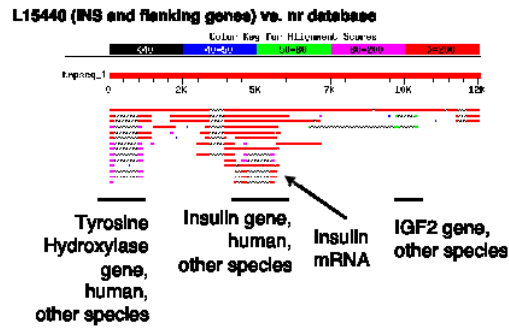 L15440 (INS and flanking genes) vs. nr database
Color Key For Alignment Scores
<40 40-50 50-80 80-200 >=200
tmpseq_1
0 2K 5K 7K 10K 12K
Tyrosine
Hydroxylase
gene,
human,
other species
Insulin gene,
human,
other species
Insulin
mRNA
IGF2 gene,
other species